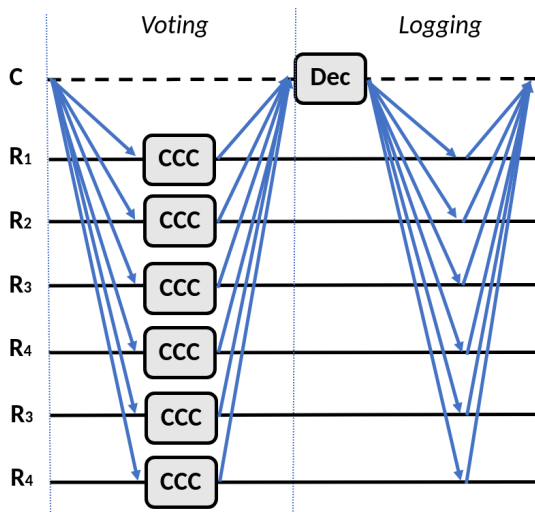 Voting Logging
C Dec
R1 CCC
R2 CCC
R3 CCC
R4 CCC
R3 CCC
R4 CCC